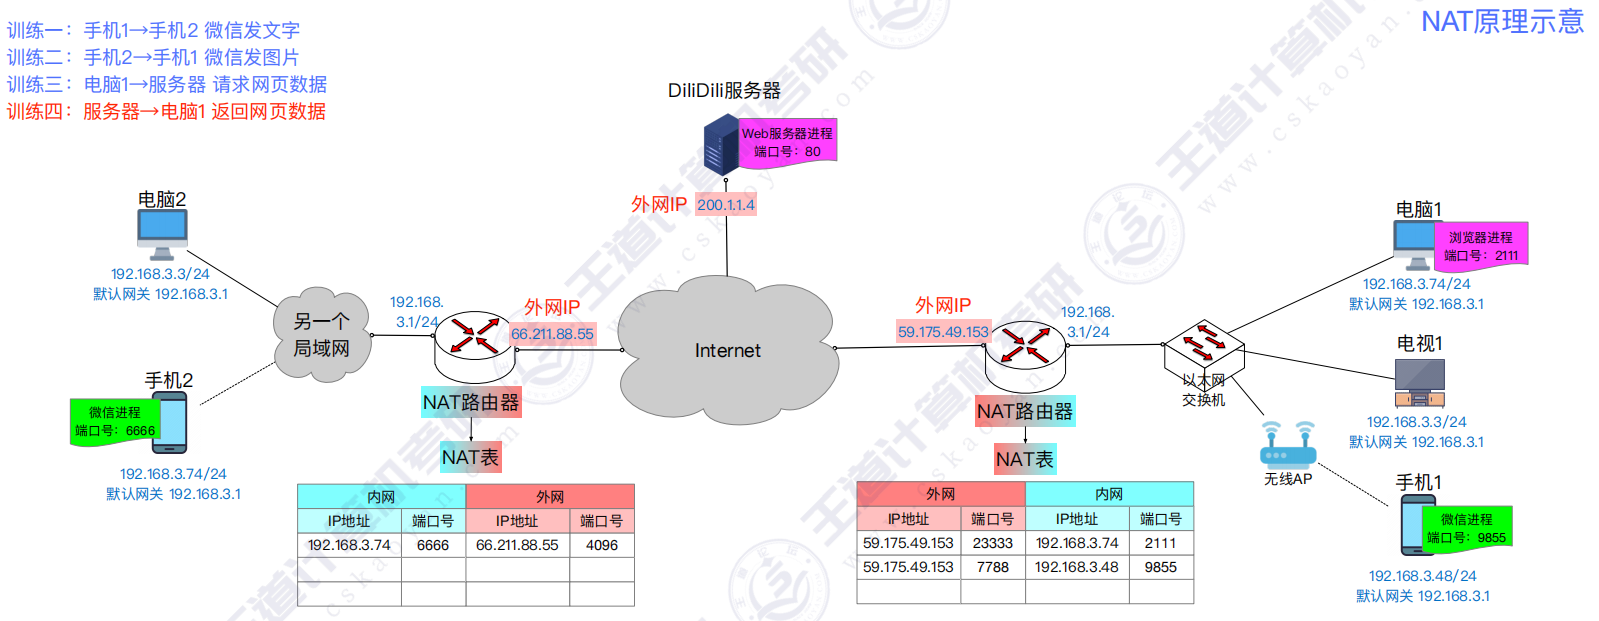 NAT原理示意
训练一：手机1→手机2 微信发文字
训练二：手机2→手机1 微信发图片
训练三：电脑1→服务器 请求网页数据
训练四：服务器→电脑1 返回网页数据
DiliDili服务器
Web服务器进程
端口号：80
外网IP 200.1.1.4
电脑2
192.168.3.3/24
默认网关 192.168.3.1
另一个
局域网
手机2
微信进程
端口号：6666
192.168.3.74/24
默认网关 192.168.3.1
192.168.
3.1/24
外网IP
66.211.88.55
NAT路由器
NAT表
内网 外网
IP地址 端口号 IP地址 端口号
192.168.3.74 6666 66.211.88.55 4096
Internet
外网IP
59.175.49.153
192.168.
3.1/24
NAT路由器
NAT表
外网 内网
IP地址 端口号 IP地址 端口号
59.175.49.153 23333 192.168.3.74 2111
59.175.49.153 7788 192.168.3.48 9855
以太网
交换机
电脑1
浏览器进程
端口号：2111
192.168.3.74/24
默认网关 192.168.3.1
电视1
192.168.3.3/24
默认网关 192.168.3.1
无线AP
手机1
微信进程
端口号：9855
192.168.3.48/24
默认网关 192.168.3.1
王道计算机考研
www.cskaoyan.com